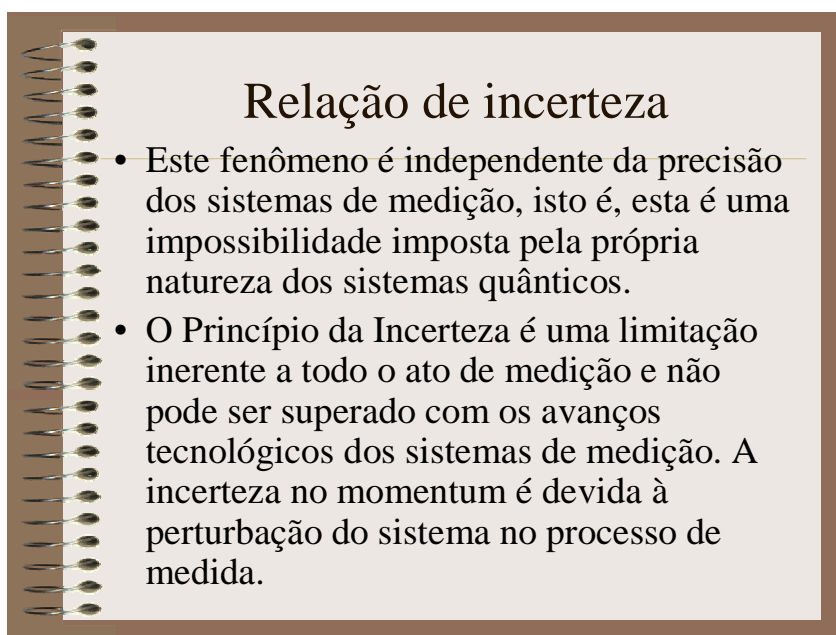 Relação de incerteza
• Este fenômeno é independente da precisão
dos sistemas de medição, isto é, esta é uma
impossibilidade imposta pela própria
natureza dos sistemas quânticos.
• O Princípio da Incerteza é uma limitação
inerente a todo o ato de medição e não
pode ser superado com os avanços
tecnológicos dos sistemas de medição. A
incerteza no momentum é devida à
perturbação do sistema no processo de
medida.